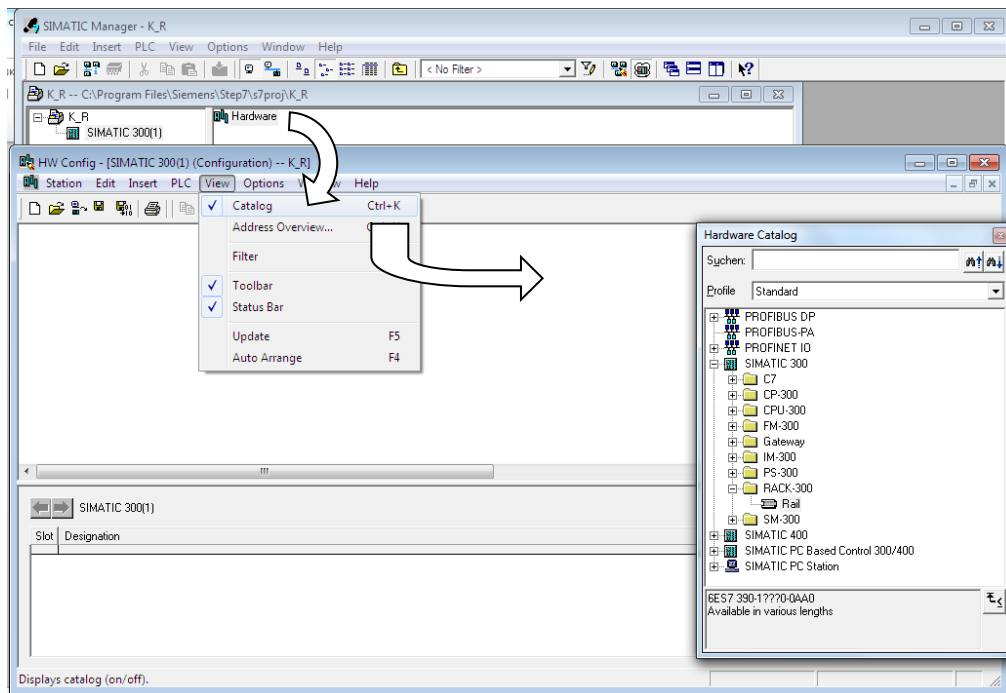 SIMATIC Manager - K_R
File Edit Insert PLC View Options Window Help
< No Filter >
K_R -- C:\Program Files\Siemens\Step7\s7proj\K_R
K_R
SIMATIC 300(1)
Hardware
HW Config - [SIMATIC 300(1) (Configuration) -- K_R]
Station Edit Insert PLC View Options Help
Catalog Ctrl+K
Address Overview...
Filter
Toolbar
Status Bar
Update F5
Auto Arrange F4
Hardware Catalog
Suchen:
Profile Standard
PROFIBUS DP
PROFIBUS-PA
PROFINET IO
SIMATIC 300
C7
CP-300
CPU-300
FM-300
Gateway
IM-300
PS-300
RACK-300
Rail
SM-300
SIMATIC 400
SIMATIC PC Based Control 300/400
SIMATIC PC Station
6ES7 390-1???0-0AA0
Available in various lengths
SIMATIC 300(1)
Slot Designation
Displays catalog (on/off).